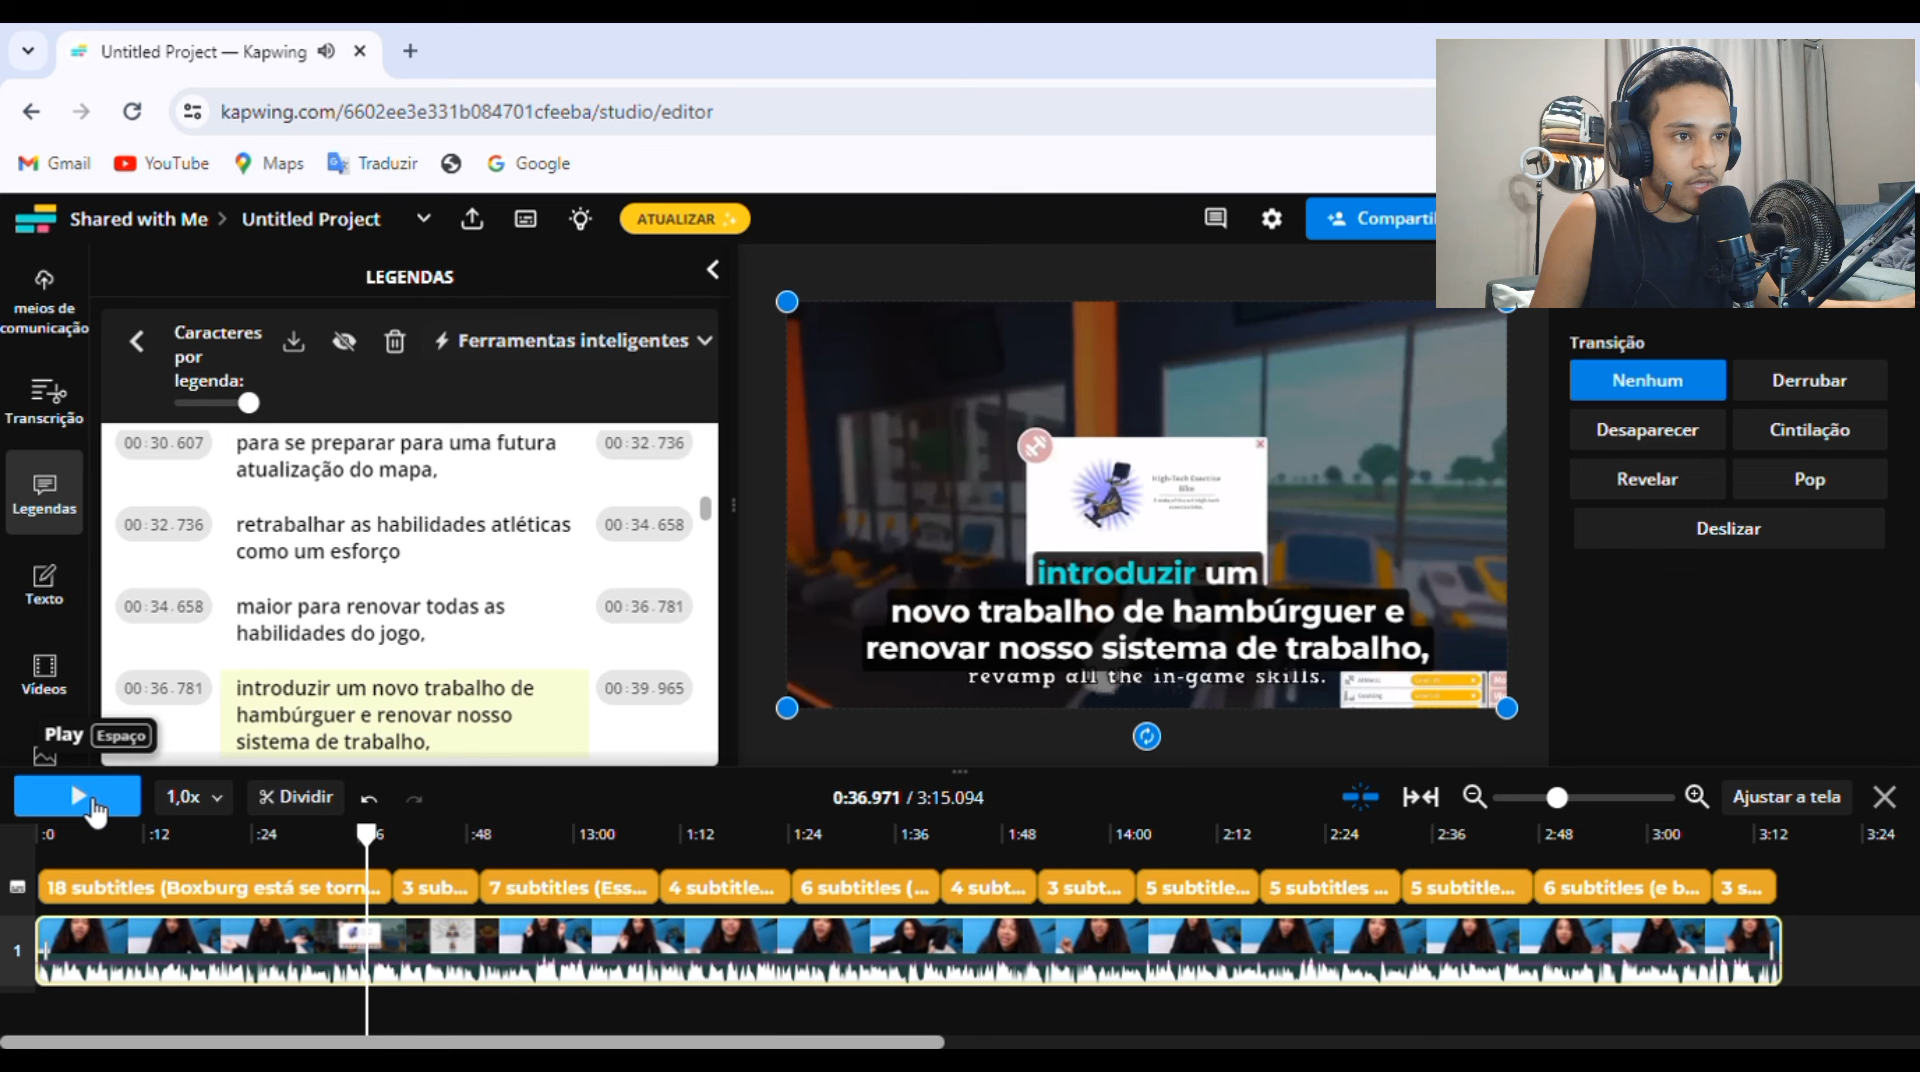 Untitled Project — Kapwing
kapwing.com/6602ee3e331b084701cfeeba/studio/editor
Gmail
YouTube
Maps
Traduzir
Google
Shared with Me > Untitled Project
ATUALIZAR
Compartil
meios de
comunicação
Transcrição
Legendas
Texto
Vídeos
LEGENDAS
Caracteres
por
legenda:
Ferramentas inteligentes
00:30.607
para se preparar para uma futura
atualização do mapa,
00:32.736
00:32.736
retrabalhar as habilidades atléticas
como um esforço
00:34.658
00:34.658
maior para renovar todas as
habilidades do jogo,
00:36.781
00:36.781
introduzir um novo trabalho de
hambúrguer e renovar nosso
sistema de trabalho,
00:39.965
Play Espaço
High-Tech Exercise
Bike
introduzir um
novo trabalho de hambúrguer e
renovar nosso sistema de trabalho,
revamp all the in-game skills.
Transição
Nenhum
Derrubar
Desaparecer
Cintilação
Revelar
Pop
Deslizar
1,0x
Dividir
0:36.971 / 3:15.094
Ajustar a tela
:0 :12 :24 6 :48 13:00 1:12 1:24 1:36 1:48 14:00 2:12 2:24 2:36 2:48 3:00 3:12 3:24
18 subtitles (Boxburg está se torn... 3 sub... 7 subtitles (Ess... 4 subtitle... 6 subtitles (... 4 subt... 3 subt... 5 subtitle... 5 subtitles ... 5 subtitle... 6 subtitles (e b... 3 s...
1